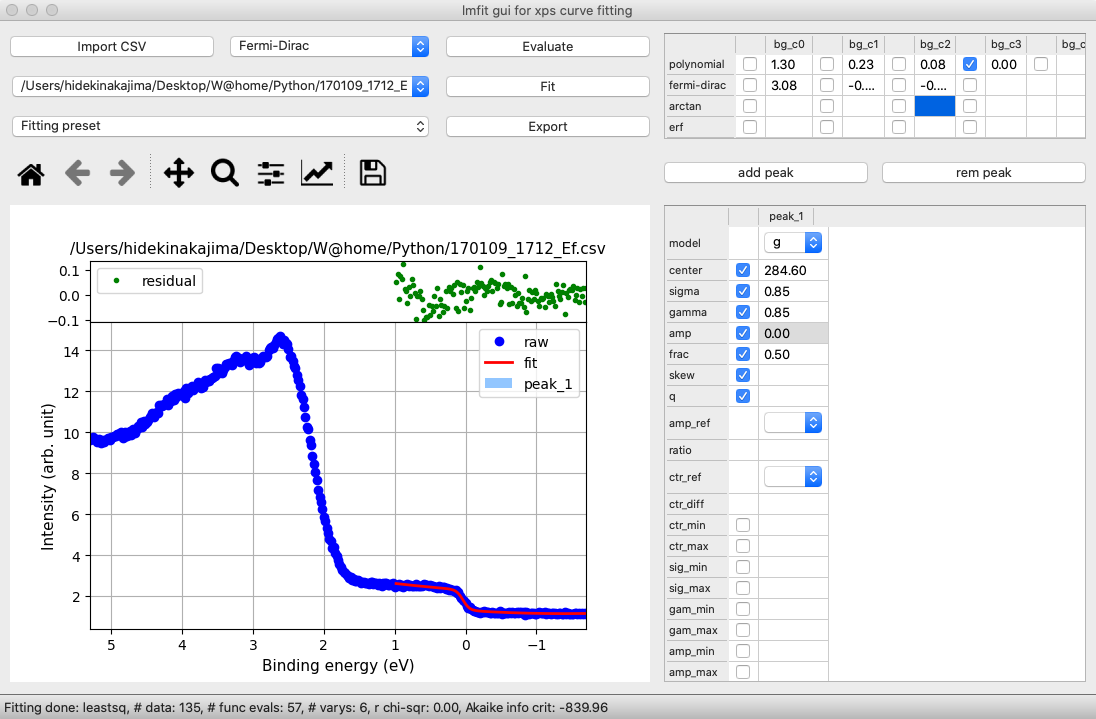 lmfit gui for xps curve fitting
Import CSV
Fermi-Dirac
Evaluate
/Users/hidekinakajima/Desktop/W@home/Python/170109_1712_E
Fit
Fitting preset
Export
bg_c0 bg_c1 bg_c2 bg_c3 bg_c
polynomial 1.30 0.23 0.08 0.00
fermi-dirac 3.08 -0.... -0....
arctan
erf
add peak
rem peak
/Users/hidekinakajima/Desktop/W@home/Python/170109_1712_Ef.csv
0.1
0.0
−0.1
residual
14
12
10
8
6
4
2
Intensity (arb. unit)
raw
fit
peak_1
5 4 3 2 1 0 −1
Binding energy (eV)
peak_1
model g
center 284.60
sigma 0.85
gamma 0.85
amp 0.00
frac 0.50
skew
q
amp_ref
ratio
ctr_ref
ctr_diff
ctr_min
ctr_max
sig_min
sig_max
gam_min
gam_max
amp_min
amp_max
Fitting done: leastsq, # data: 135, # func evals: 57, # varys: 6, r chi-sqr: 0.00, Akaike info crit: -839.96